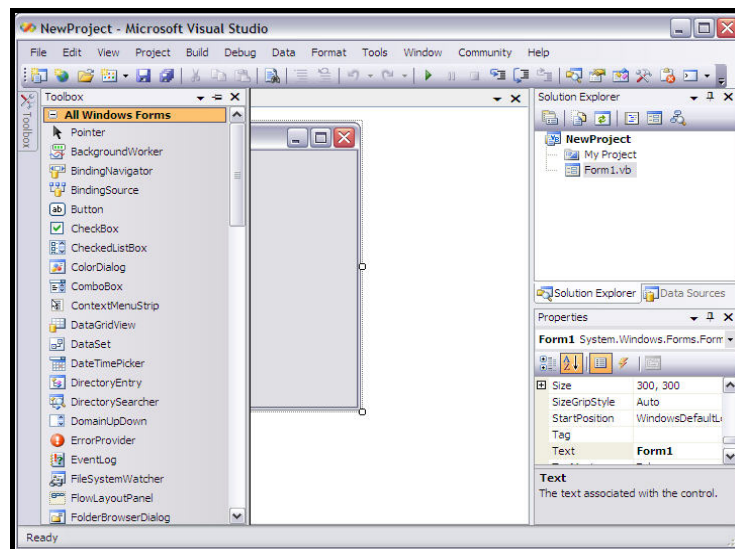 NewProject - Microsoft Visual Studio
File Edit View Project Build Debug Data Format Tools Window Community Help
Toolbox
Toolbox
All Windows Forms
Pointer
BackgroundWorker
BindingNavigator
BindingSource
Button
CheckBox
CheckedListBox
ColorDialog
ComboBox
ContextMenuStrip
DataGridView
DataSet
DateTimePicker
DirectoryEntry
DirectorySearcher
DomainUpDown
ErrorProvider
EventLog
FileSystemWatcher
FlowLayoutPanel
FolderBrowserDialog
Solution Explorer
NewProject
My Project
Form1.vb
Solution Explorer Data Sources
Properties
Form1 System.Windows.Forms.Form
Size 300, 300
SizeGripStyle Auto
StartPosition WindowsDefaultL
Tag
Text Form1
Text
The text associated with the control.
Ready